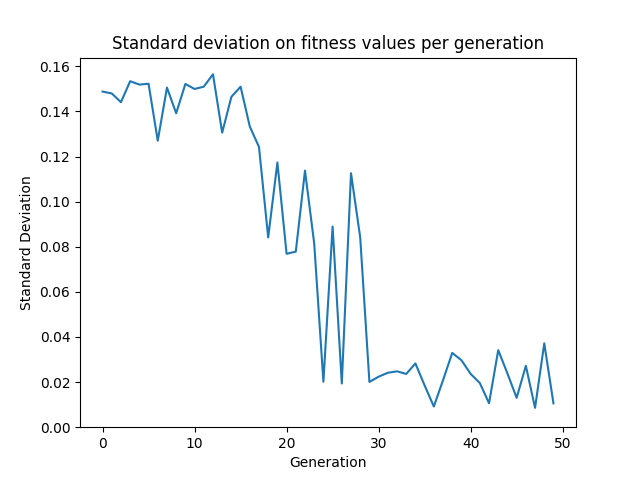 Standard deviation on fitness values per generation
0.16
0.14
0.12
0.10
0.08
0.06
0.04
0.02
0.00
Standard Deviation
0 10 20 30 40 50
Generation